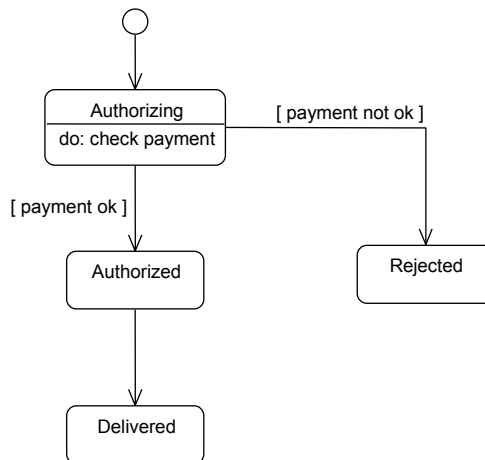 Authorizing
do: check payment
[ payment not ok ]
[ payment ok ]
Authorized
Rejected
Delivered